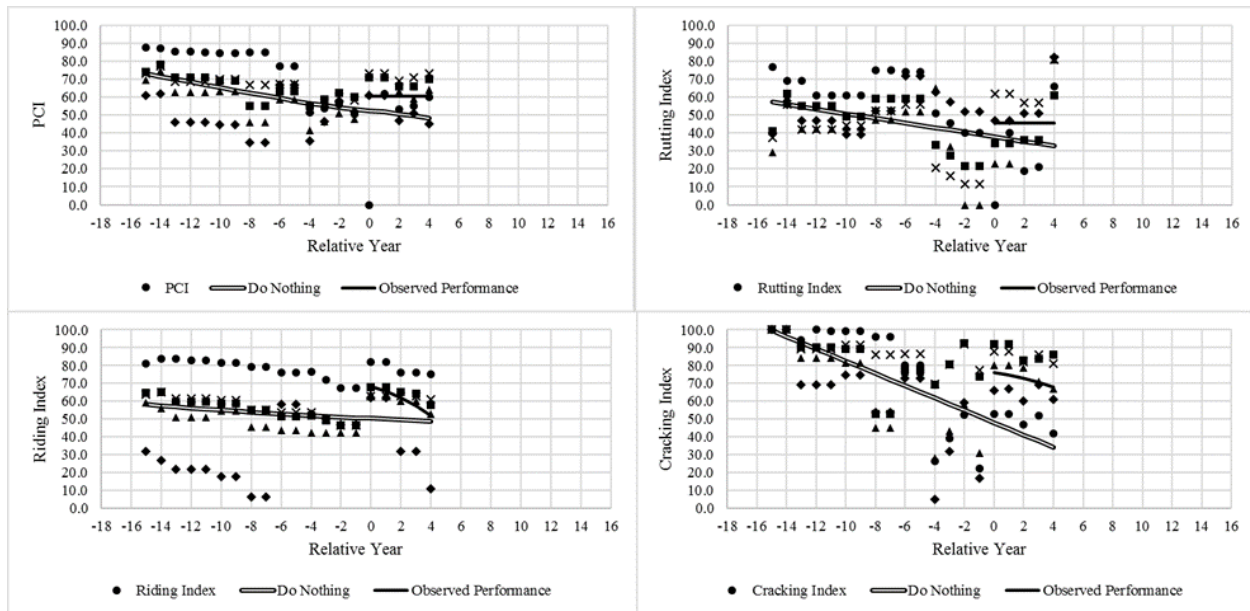 PCI
100.0
90.0
80.0
70.0
60.0
50.0
40.0
30.0
20.0
10.0
0.0
-18 -16 -14 -12 -10 -8 -6 -4 -2 0 2 4 6 8 10 12 14 16
Relative Year
PCI Do Nothing Observed Performance
Rutting Index
100.0
90.0
80.0
70.0
60.0
50.0
40.0
30.0
20.0
10.0
0.0
-18 -16 -14 -12 -10 -8 -6 -4 -2 0 2 4 6 8 10 12 14 16
Relative Year
Rutting Index Do Nothing Observed Performance
Riding Index
100.0
90.0
80.0
70.0
60.0
50.0
40.0
30.0
20.0
10.0
0.0
-18 -16 -14 -12 -10 -8 -6 -4 -2 0 2 4 6 8 10 12 14 16
Relative Year
Riding Index Do Nothing Observed Performance
Cracking Index
100.0
90.0
80.0
70.0
60.0
50.0
40.0
30.0
20.0
10.0
0.0
-18 -16 -14 -12 -10 -8 -6 -4 -2 0 2 4 6 8 10 12 14 16
Relative Year
Cracking Index Do Nothing Observed Performance